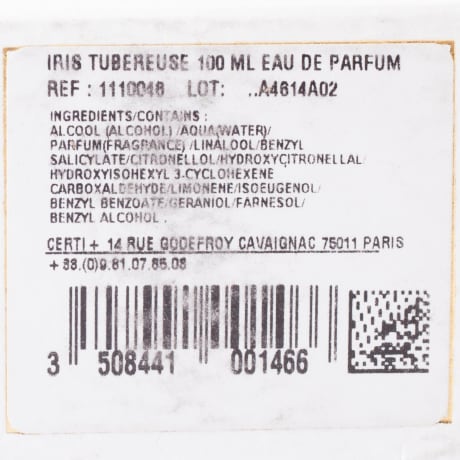 IRIS TUBEREUSE 100 ML EAU DE PARFUM
REF : 1110046 LOT: ..A4614A02
INGREDIENTS/CONTAINS :
ALCOOL (ALCOHOL) /AQUA(WATER)/
PARFUM(FRAGRANCE) /LINALOOL/BENZYL
SALICYLATE/CITRONELLOL/HYDROXYCITRONELLAL/
HYDROXYISOHEXYL 3-CYCLOHEXENE
CARBOXALDEHYDE/LIMONENE/ISOEUGENOL/
BENZYL BENZOATE/GERANIOL/FARNESOL/
BENZYL ALCOHOL .
CERTI + 14 RUE GODEFROY CAVAIGNAC 75011 PARIS
+ 33.(0)9.81.07.65.08
3 508441 001466